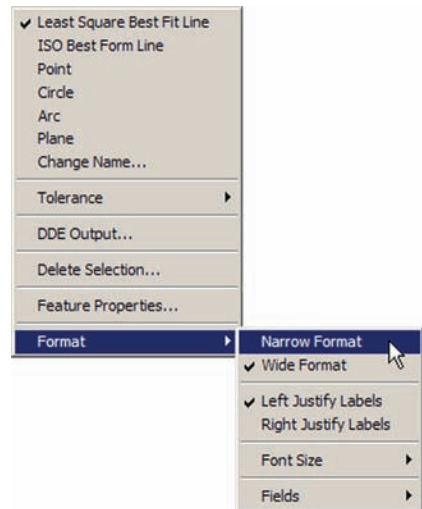 Least Square Best Fit Line
ISO Best Form Line
Point
Circle
Arc
Plane
Change Name...
Tolerance
DDE Output...
Delete Selection...
Feature Properties...
Format
Narrow Format
Wide Format
Left Justify Labels
Right Justify Labels
Font Size
Fields